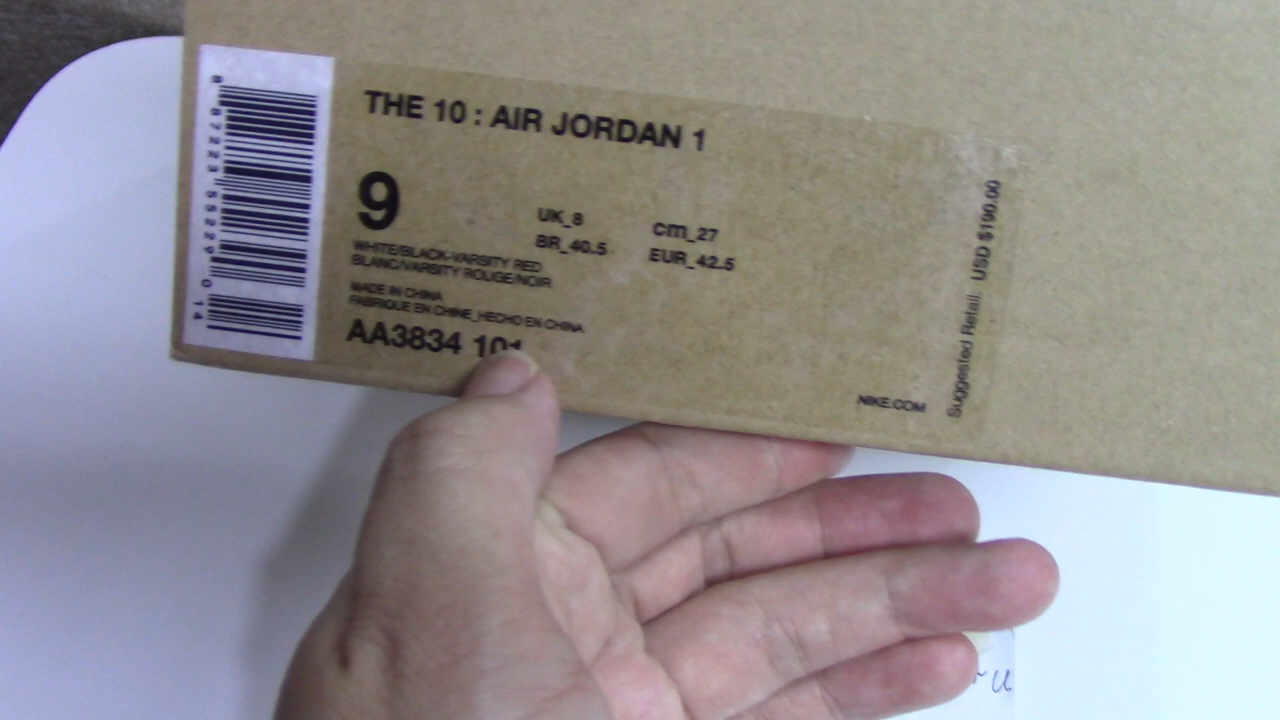 THE 10 : AIR JORDAN 1
9
UK_8 cm_27
BR_40.5 EUR_42.5
WHITE/BLACK-VARSITY RED
BLANC/VARSITY ROUGE/NOIR
MADE IN CHINA
FABRIQUE EN CHINE_HECHO EN CHINA
AA3834 101
NIKE.COM
Suggested Retail. USD $190.00